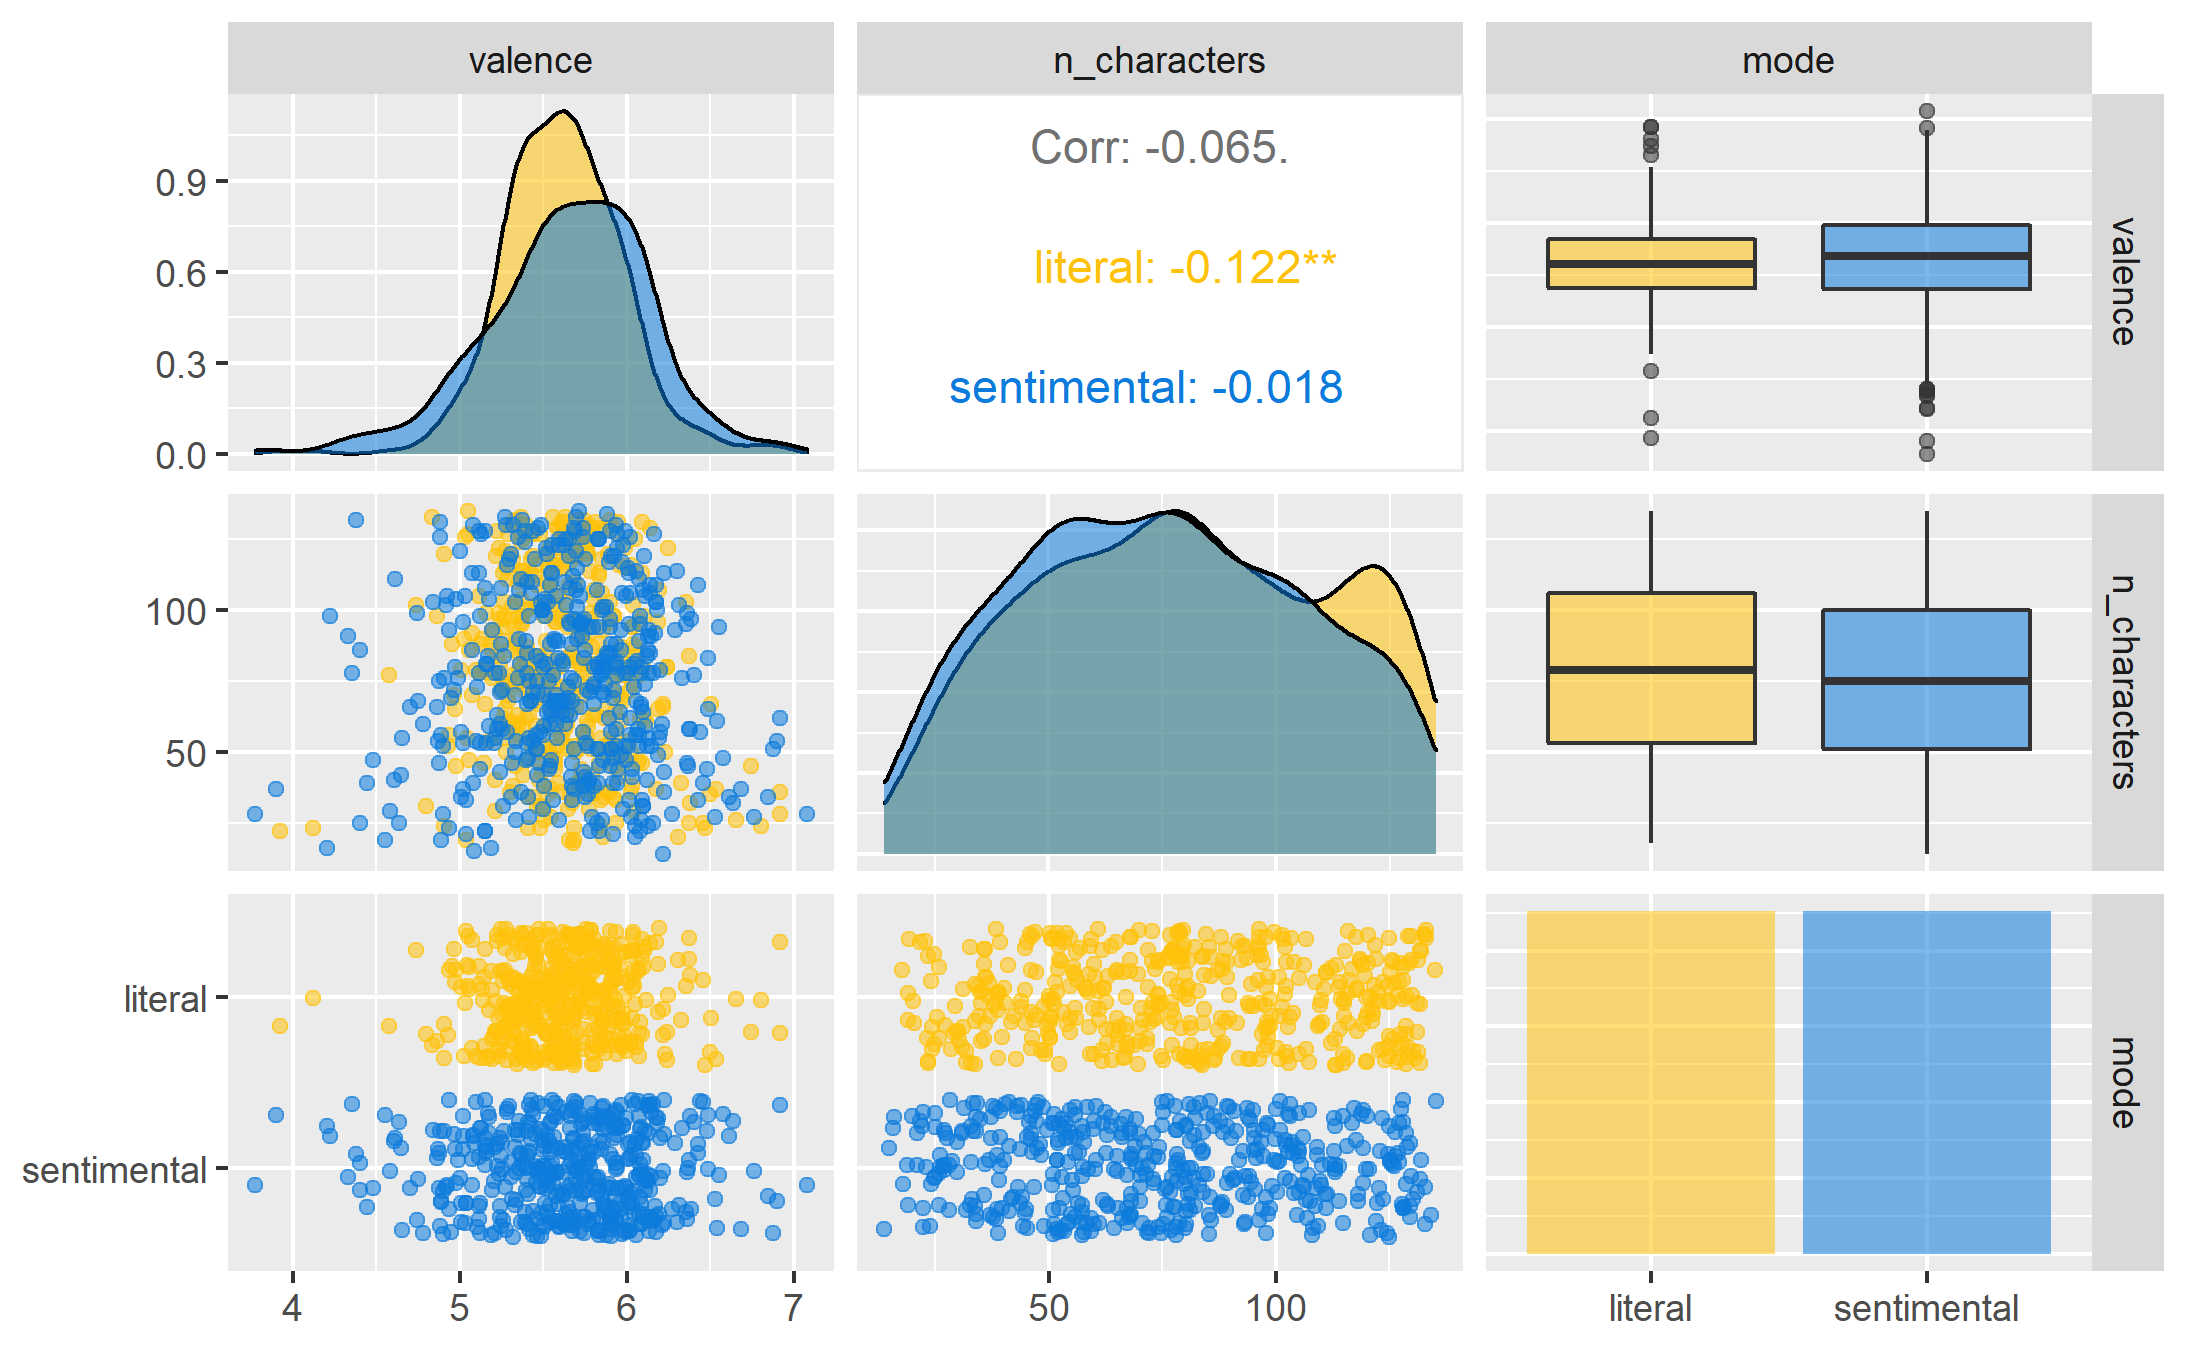 valence n_characters mode
0.9
0.6
0.3
0.0
Corr: -0.065.
literal: -0.122**
sentimental: -0.018
valence
100
50
n_characters
literal
sentimental
mode
4 5 6 7 50 100 literal sentimental